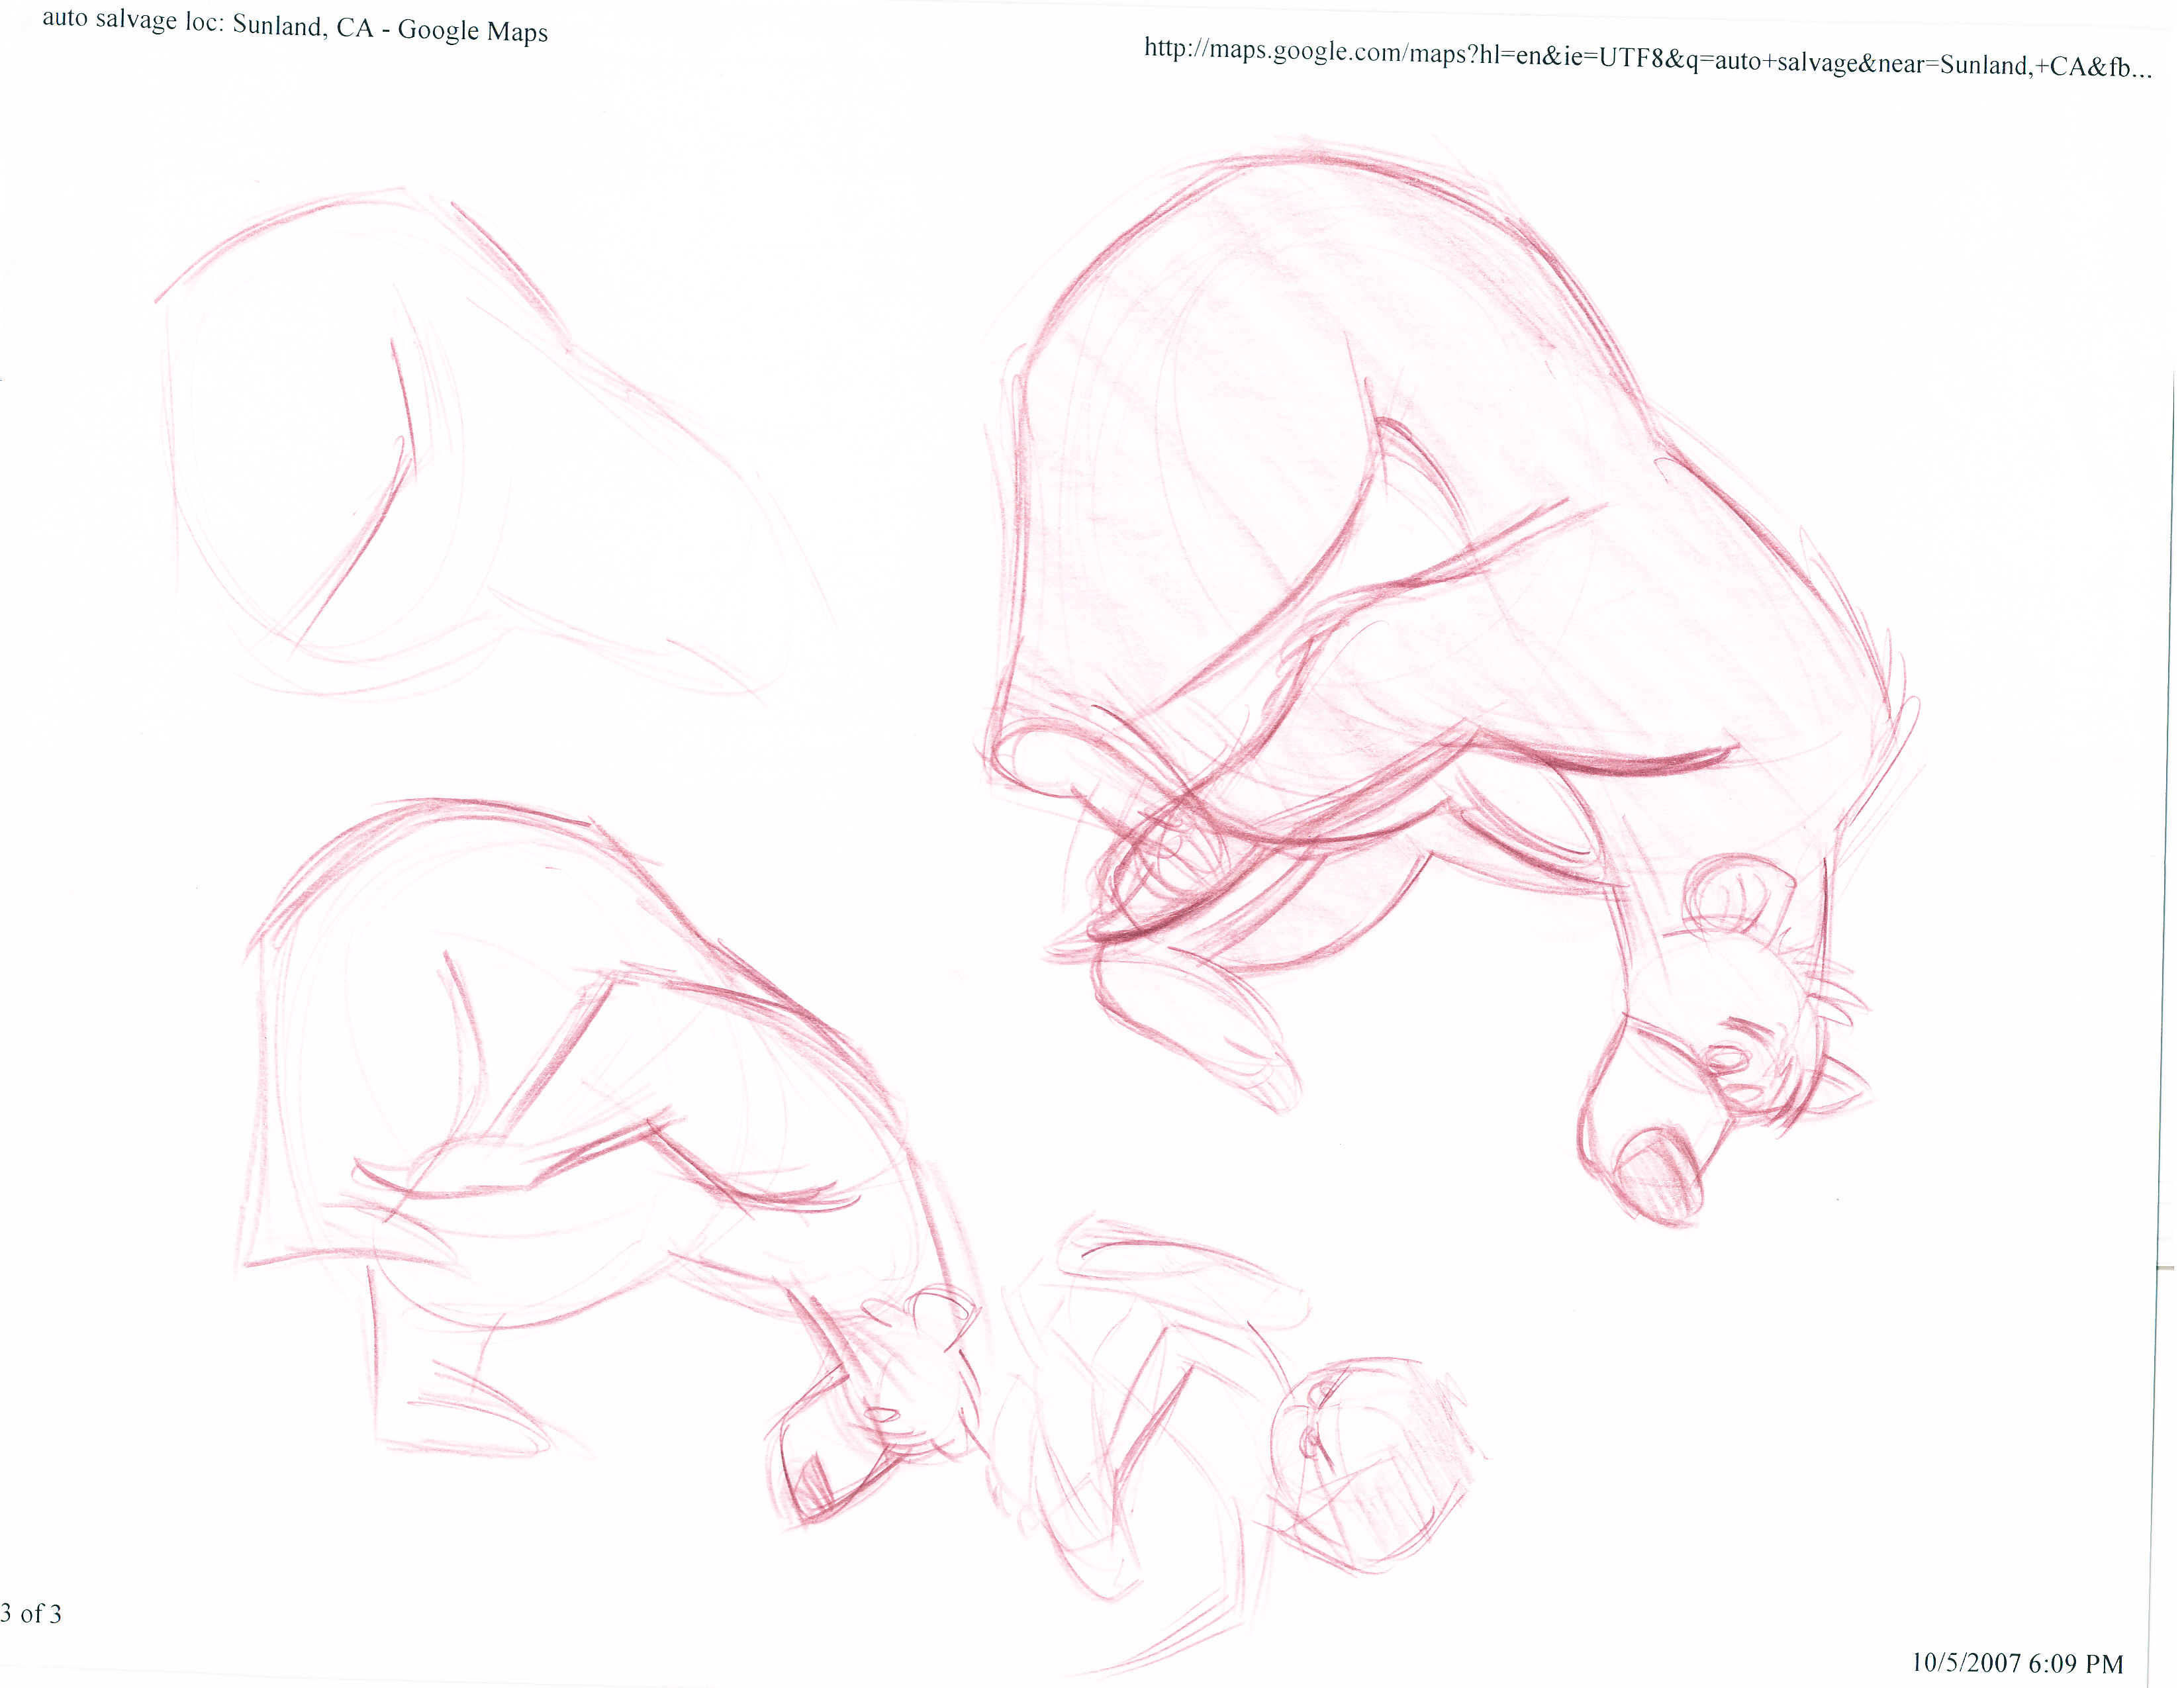 auto salvage loc: Sunland, CA - Google Maps
http://maps.google.com/maps?hl=en&ie=UTF8&q=auto+salvage&near=Sunland,+CA&fb...
3 of 3
10/5/2007 6:09 PM